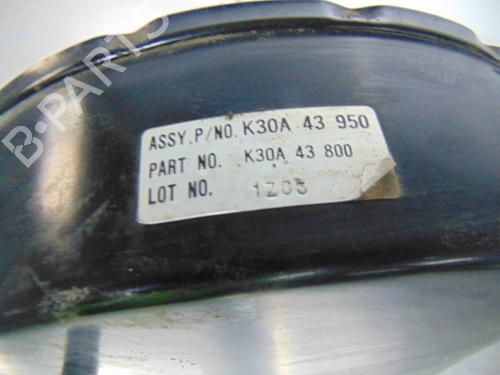 B-PARTS
ASSY.P/NO. K30A 43 950
PART NO. K30A 43 800
LOT NO. 1Z05